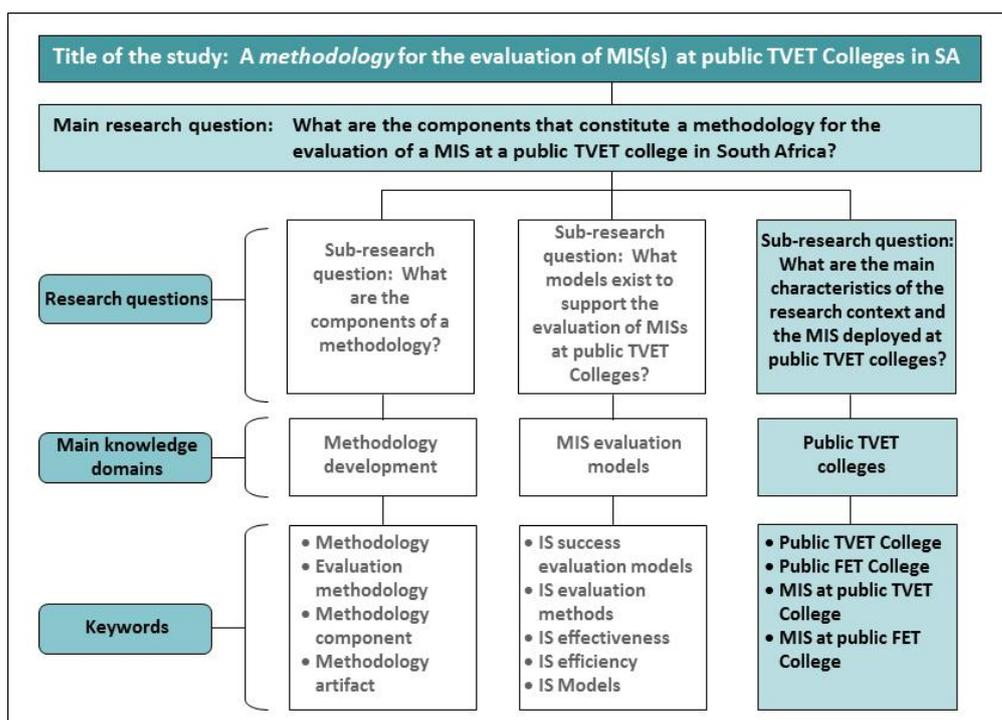 Title of the study: A methodology for the evaluation of MIS(s) at public TVET Colleges in SA
Main research question: What are the components that constitute a methodology for the
evaluation of a MIS at a public TVET college in South Africa?
Research questions
Sub-research
question: What
are the
components of a
methodology?
Sub-research
question: What
models exist to
support the
evaluation of MISs
at public TVET
Colleges?
Sub-research question:
What are the main
characteristics of the
research context and
the MIS deployed at
public TVET colleges?
Main knowledge
domains
Methodology
development
MIS evaluation
models
Public TVET
colleges
Keywords
• Methodology
• Evaluation
methodology
• Methodology
component
• Methodology
artifact
• IS success
evaluation models
• IS evaluation
methods
• IS effectiveness
• IS efficiency
• IS Models
• Public TVET College
• Public FET College
• MIS at public TVET
College
• MIS at public FET
College